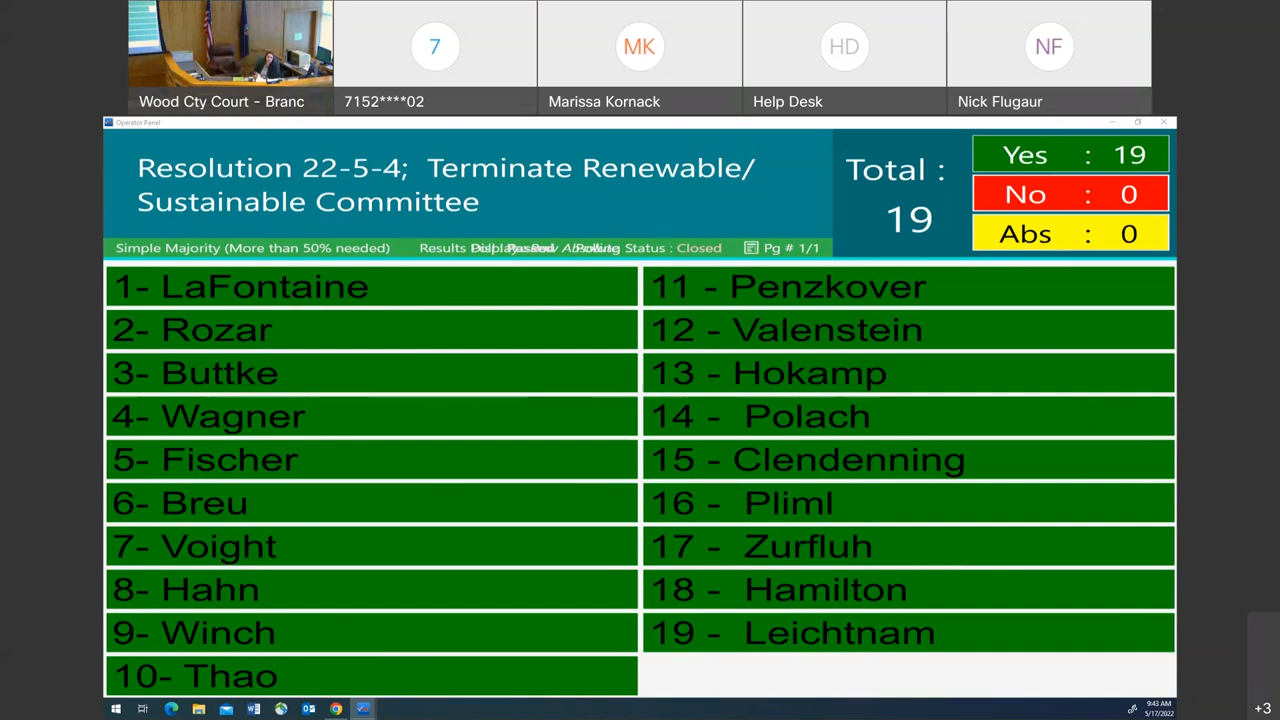 7
MK
HD
NF
Wood Cty Court - Branc
7152****02
Marissa Kornack
Help Desk
Nick Flugaur
Operator Panel
Resolution 22-5-4; Terminate Renewable/
Sustainable Committee
Total :
19
Yes : 19
No : 0
Abs : 0
Simple Majority (More than 50% needed)
Results
Status : Closed
Pg # 1/1
1- LaFontaine
2- Rozar
3- Buttke
4- Wagner
5- Fischer
6- Breu
7- Voight
8- Hahn
9- Winch
10- Thao
11 - Penzkover
12 - Valenstein
13 - Hokamp
14 - Polach
15 - Clendenning
16 - Pliml
17 - Zurfluh
18 - Hamilton
19 - Leichtnam
9:43 AM
5/17/2022
+3